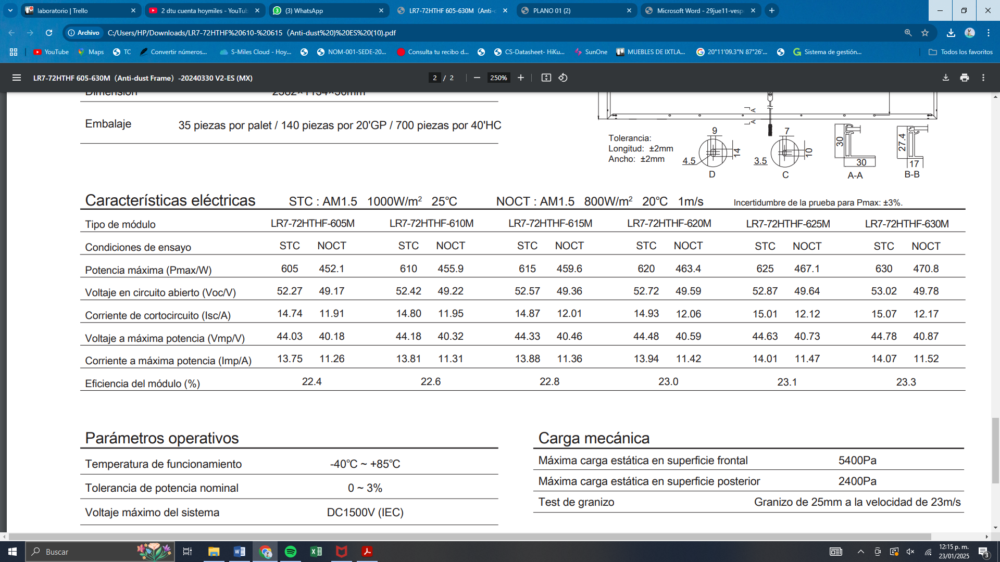 laboratorio | Trello
2 dtu cuenta hoymiles - YouTub
(3) WhatsApp
LR7-72HTHF 605-630M（Anti-d
PLANO 01 (2)
Microsoft Word - 29jue11-vesp
Archivo C:/Users/HP/Downloads/LR7-72HTHF%20610-%20615（Anti-dust%20)%20ES%20(10).pdf
YouTube Maps TC Convertir números... S-Miles Cloud - Hoy... NOM-001-SEDE-20... Consulta tu recibo d... CS-Datasheet- HiKu... SunOne MUEBLES DE IXTLA... 20°11'09.3"N 87°26'... Sistema de gestión... Todos los favoritos
LR7-72HTHF 605-630M（Anti-dust Frame）-20240330 V2-ES (MX) 2 / 2 250%
Dimensión 2382×1134×30mm
Embalaje 35 piezas por palet / 140 piezas por 20'GP / 700 piezas por 40'HC
A
A
Tolerancia:
Longitud: ±2mm
Ancho: ±2mm
9 14 4.5 D
7 10 3.5 C
30 30 A-A
27.4 17 B-B
Características eléctricas STC : AM1.5 1000W/m² 25℃ NOCT : AM1.5 800W/m² 20℃ 1m/s Incertidumbre de la prueba para Pmax: ±3%.
Tipo de módulo LR7-72HTHF-605M LR7-72HTHF-610M LR7-72HTHF-615M LR7-72HTHF-620M LR7-72HTHF-625M LR7-72HTHF-630M
Condiciones de ensayo STC NOCT STC NOCT STC NOCT STC NOCT STC NOCT STC NOCT
Potencia máxima (Pmax/W) 605 452.1 610 455.9 615 459.6 620 463.4 625 467.1 630 470.8
Voltaje en circuito abierto (Voc/V) 52.27 49.17 52.42 49.22 52.57 49.36 52.72 49.59 52.87 49.64 53.02 49.78
Corriente de cortocircuito (Isc/A) 14.74 11.91 14.80 11.95 14.87 12.01 14.93 12.06 15.01 12.12 15.07 12.17
Voltaje a máxima potencia (Vmp/V) 44.03 40.18 44.18 40.32 44.33 40.46 44.48 40.59 44.63 40.73 44.78 40.87
Corriente a máxima potencia (Imp/A) 13.75 11.26 13.81 11.31 13.88 11.36 13.94 11.42 14.01 11.47 14.07 11.52
Eficiencia del módulo (%) 22.4 22.6 22.8 23.0 23.1 23.3
Parámetros operativos
Temperatura de funcionamiento -40℃ ~ +85℃
Tolerancia de potencia nominal 0 ~ 3%
Voltaje máximo del sistema DC1500V (IEC)
Carga mecánica
Máxima carga estática en superficie frontal 5400Pa
Máxima carga estática en superficie posterior 2400Pa
Test de granizo Granizo de 25mm a la velocidad de 23m/s
Buscar
12:15 p. m.
23/01/2025
3